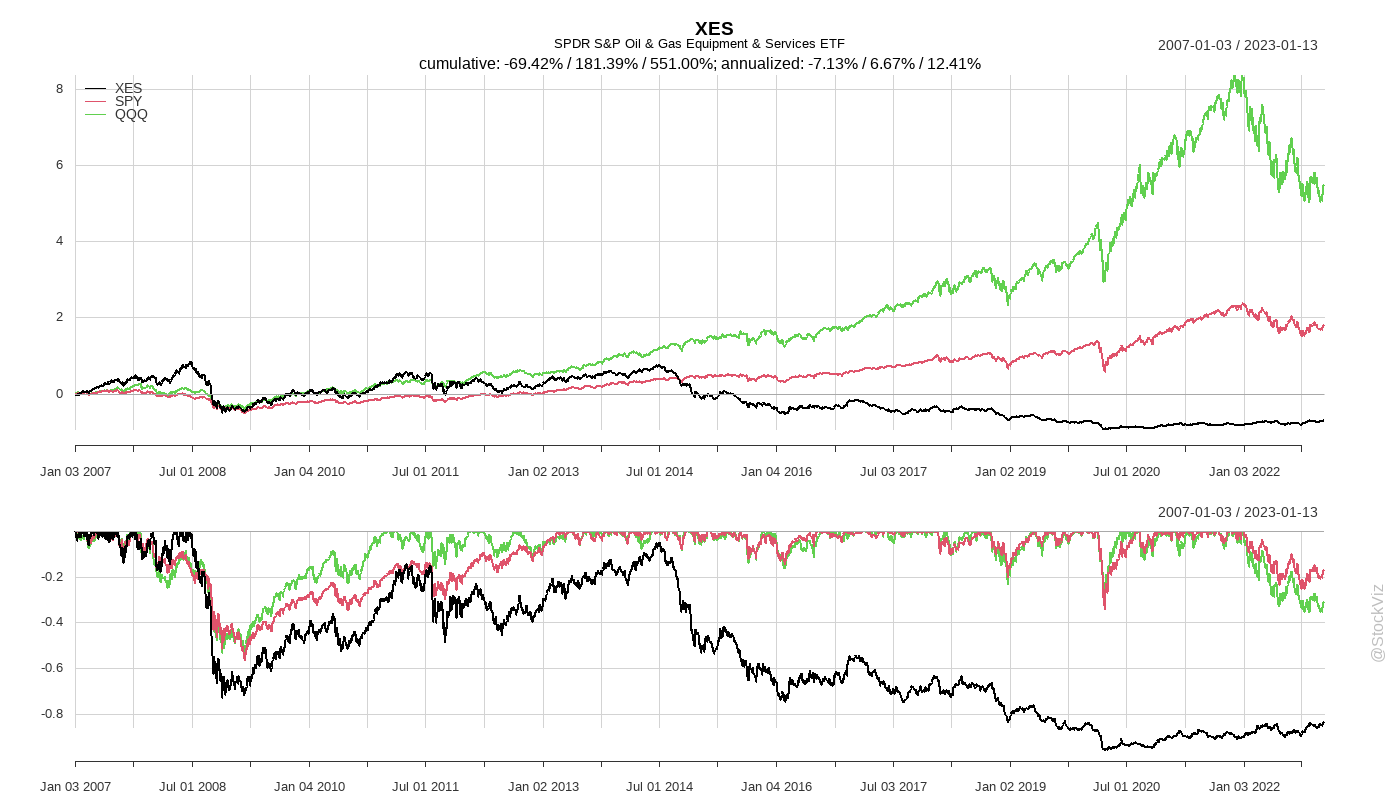 XES
SPDR S&P Oil & Gas Equipment & Services ETF
2007-01-03 / 2023-01-13
cumulative: -69.42% / 181.39% / 551.00%; annualized: -7.13% / 6.67% / 12.41%
XES
SPY
QQQ
8
6
4
2
0
Jan 03 2007 Jul 01 2008 Jan 04 2010 Jul 01 2011 Jan 02 2013 Jul 01 2014 Jan 04 2016 Jul 03 2017 Jan 02 2019 Jul 01 2020 Jan 03 2022
2007-01-03 / 2023-01-13
-0.2
-0.4
-0.6
-0.8
Jan 03 2007 Jul 01 2008 Jan 04 2010 Jul 01 2011 Jan 02 2013 Jul 01 2014 Jan 04 2016 Jul 03 2017 Jan 02 2019 Jul 01 2020 Jan 03 2022
@StockViz